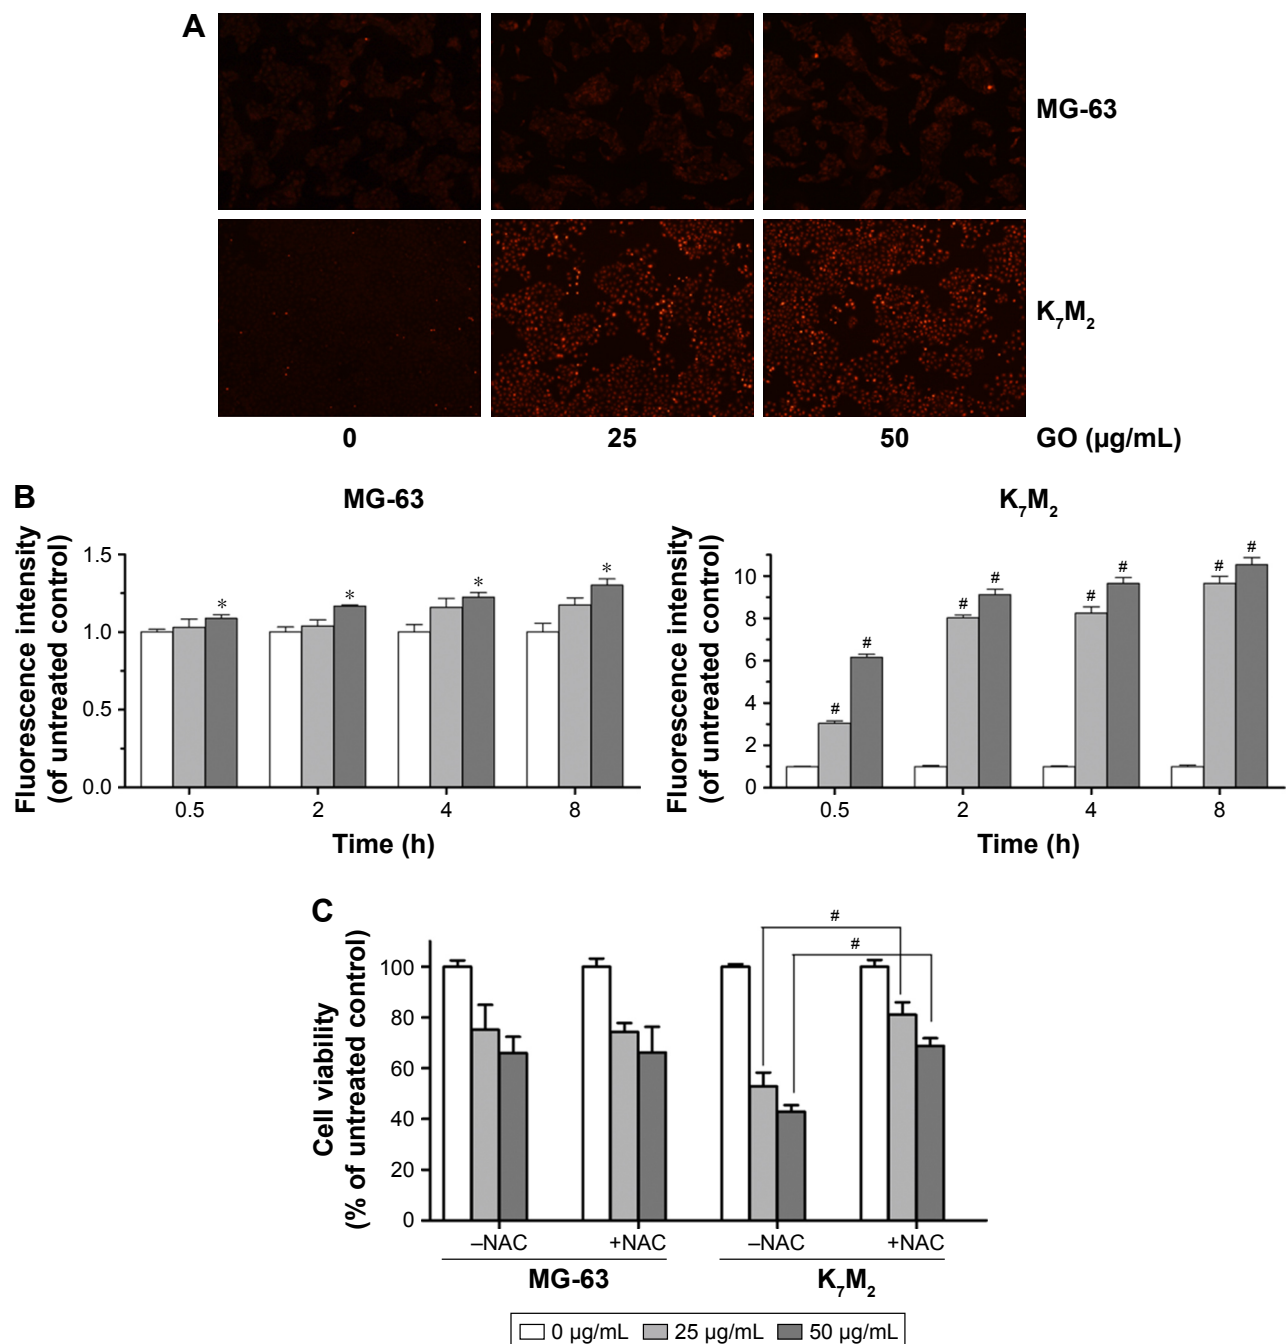 A
MG-63
K7M2
0 25 50 GO (µg/mL)
B
MG-63
Fluorescence intensity
(of untreated control)
1.5
1.0
0.5
0.0
* * * *
0.5 2 4 8
Time (h)
K7M2
Fluorescence intensity
(of untreated control)
10
8
6
4
2
0
# # # # # # # #
0.5 2 4 8
Time (h)
C
Cell viability
(% of untreated control)
100
80
60
40
20
0
#
#
–NAC +NAC –NAC +NAC
MG-63 K7M2
0 µg/mL 25 µg/mL 50 µg/mL